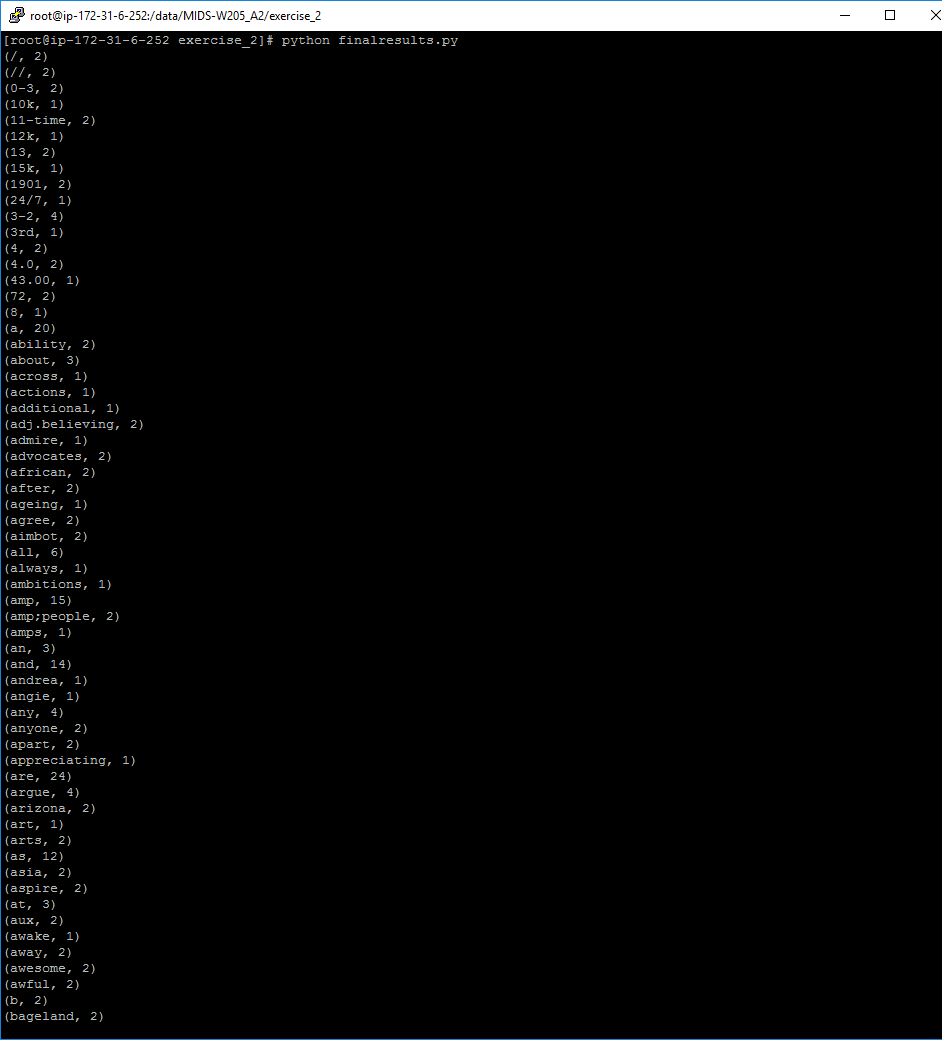 root@ip-172-31-6-252:/data/MIDS-W205_A2/exercise_2
[root@ip-172-31-6-252 exercise_2]# python finalresults.py
(/, 2)
(//, 2)
(0-3, 2)
(10k, 1)
(11-time, 2)
(12k, 1)
(13, 2)
(15k, 1)
(1901, 2)
(24/7, 1)
(3-2, 4)
(3rd, 1)
(4, 2)
(4.0, 2)
(43.00, 1)
(72, 2)
(8, 1)
(a, 20)
(ability, 2)
(about, 3)
(across, 1)
(actions, 1)
(additional, 1)
(adj.believing, 2)
(admire, 1)
(advocates, 2)
(african, 2)
(after, 2)
(ageing, 1)
(agree, 2)
(aimbot, 2)
(all, 6)
(always, 1)
(ambitions, 1)
(amp, 15)
(amp;people, 2)
(amps, 1)
(an, 3)
(and, 14)
(andrea, 1)
(angie, 1)
(any, 4)
(anyone, 2)
(apart, 2)
(appreciating, 1)
(are, 24)
(argue, 4)
(arizona, 2)
(art, 1)
(arts, 2)
(as, 12)
(asia, 2)
(aspire, 2)
(at, 3)
(aux, 2)
(awake, 1)
(away, 2)
(awesome, 2)
(awful, 2)
(b, 2)
(bageland, 2)